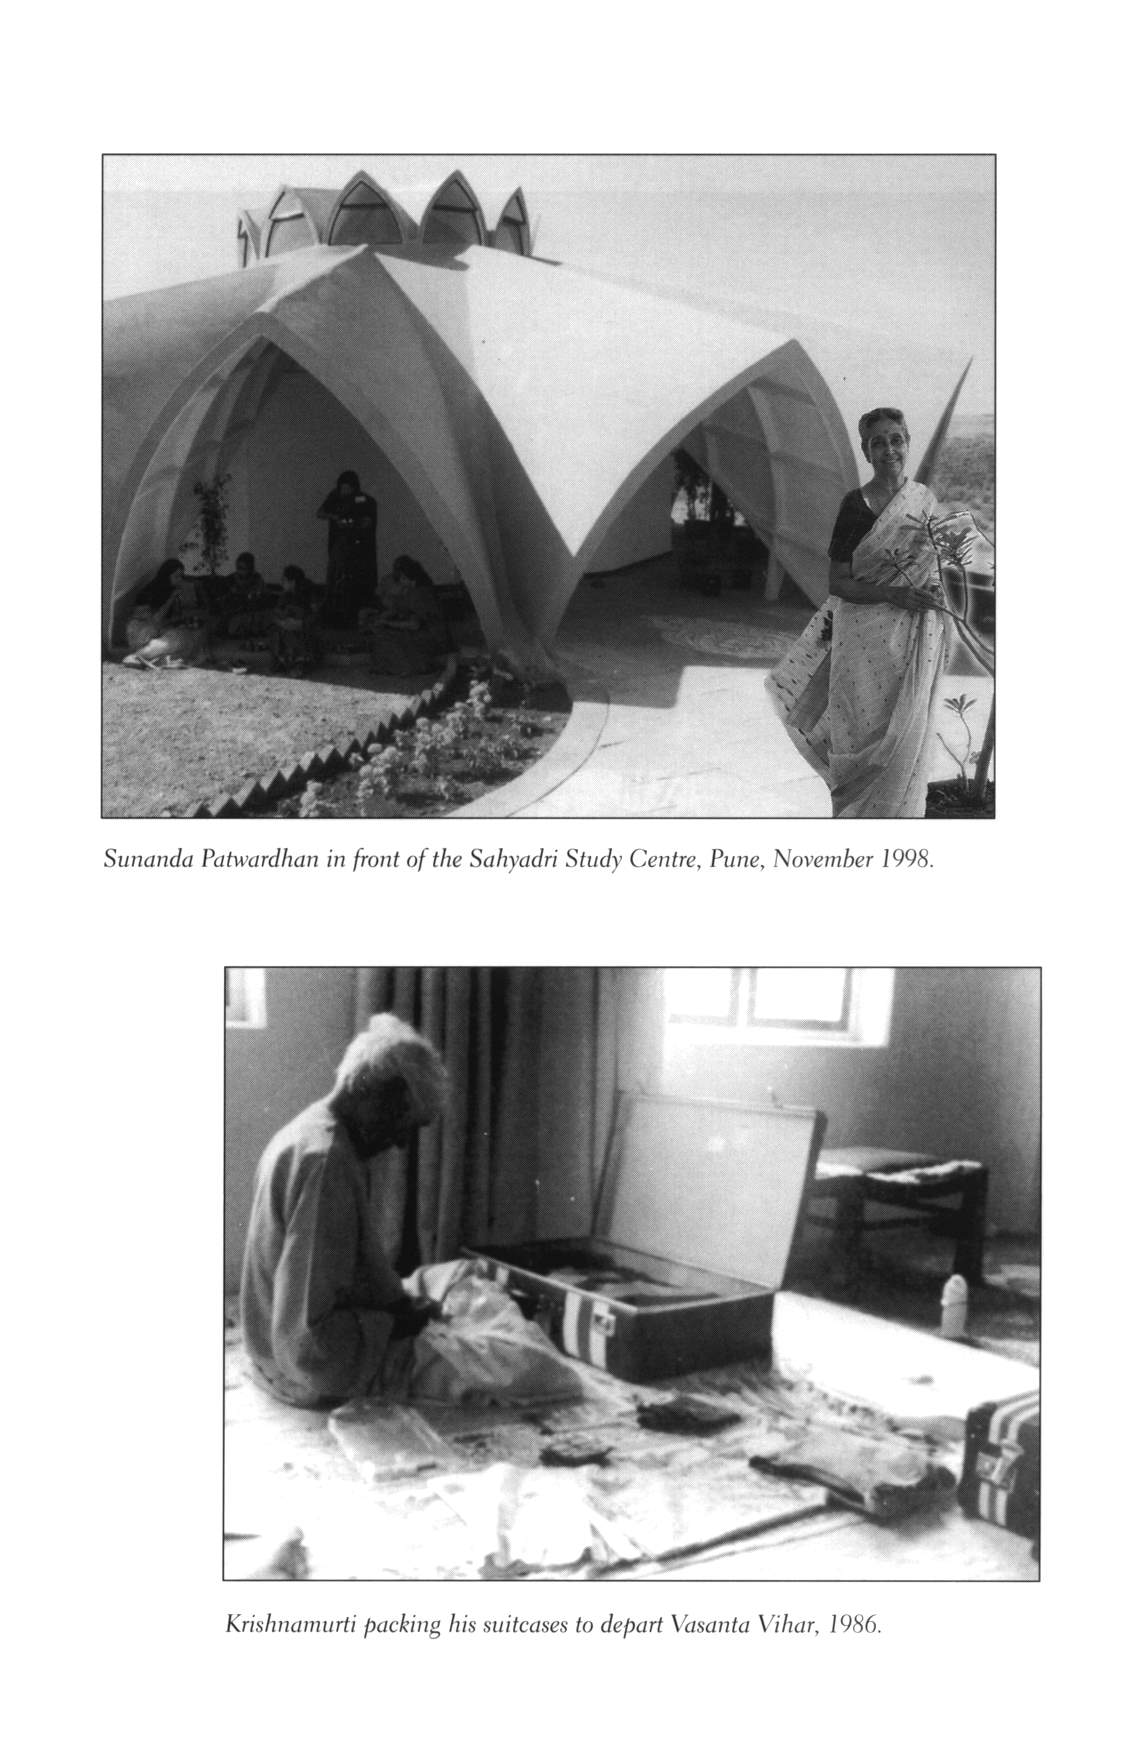 Sunanda Patwardhan in front of the Sahyadri Study Centre, Pune, November 1998.
Krishnamurti packing his suitcases to depart Vasanta Vihar, 1986.